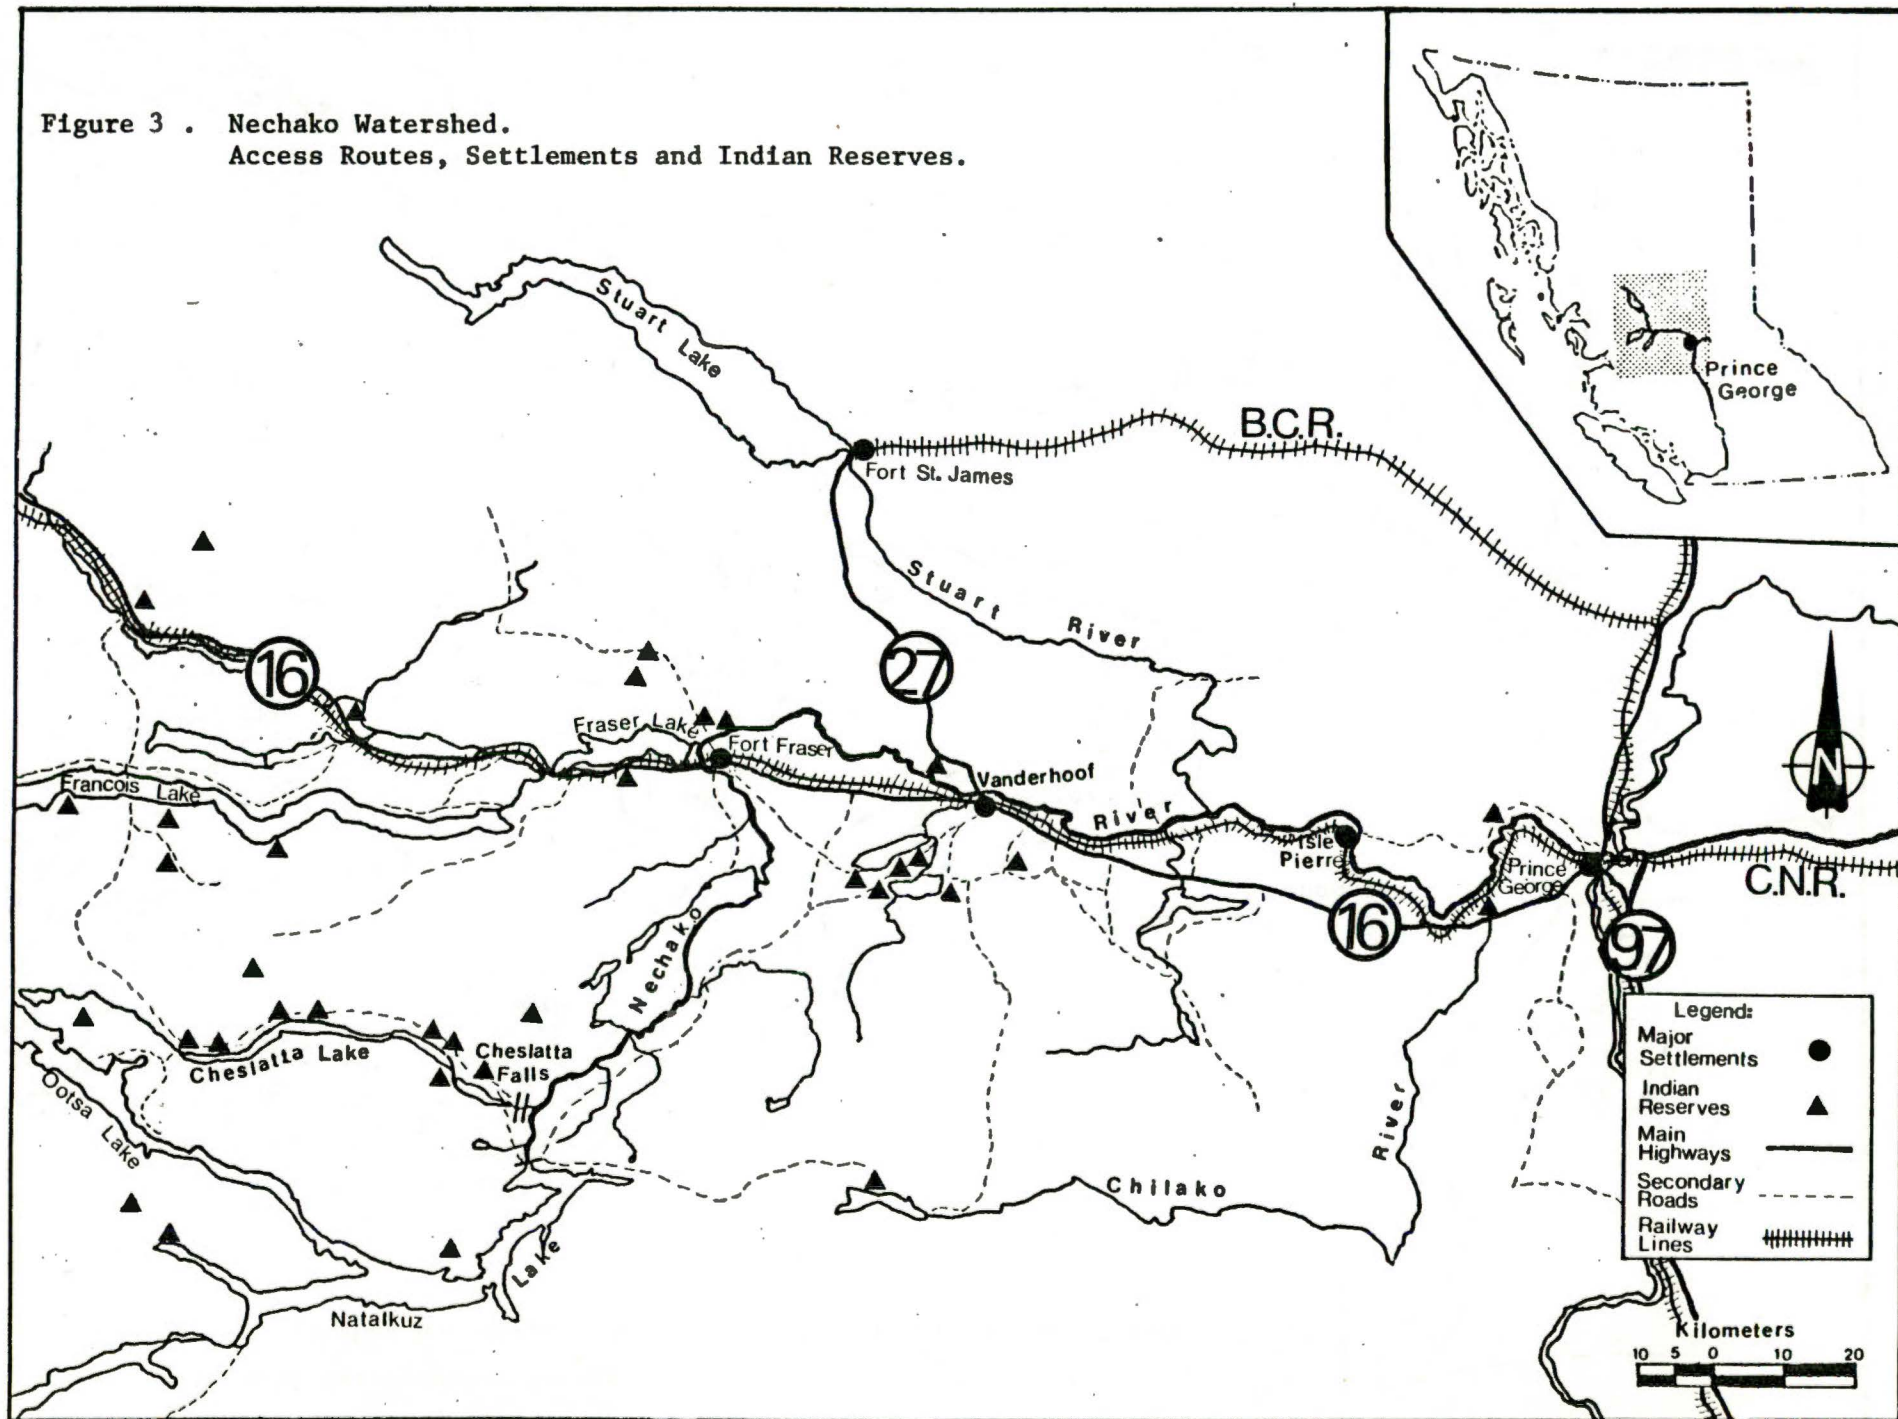 Figure 3 . Nechako Watershed.
Access Routes, Settlements and Indian Reserves.
Prince
George
Stuart
Lake
B.C.R.
Fort St. James
Stuart River
16
27
Fraser Lake
Fort Fraser
Vanderhoof
Francois Lake
River
Isle
Pierre
Prince
George
N
C.N.R.
16
97
Nechako
Cheslatta Lake
Cheslatta
Falls
Ootsa Lake
River
Chilako
Natalkuz
Lake
Legend:
Major
Settlements
Indian
Reserves
Main
Highways
Secondary
Roads
Railway
Lines
Kilometers
10 5 0 10 20